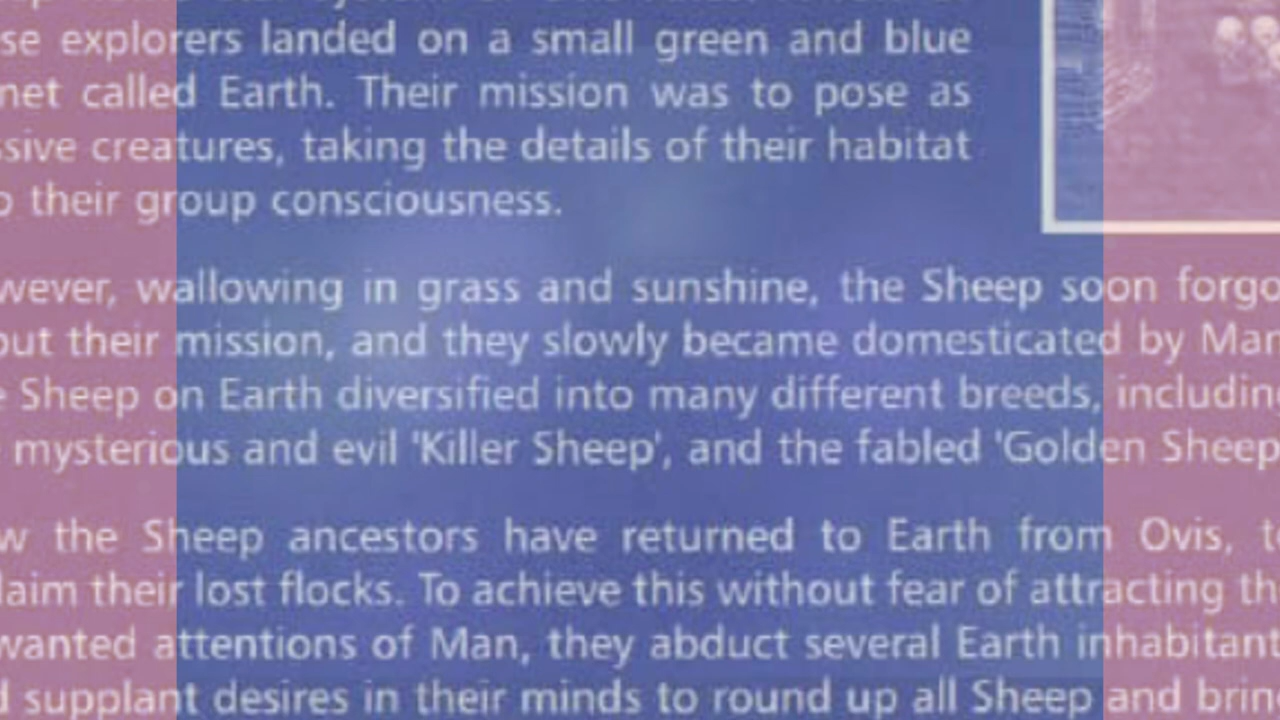 se explorers landed on a small green and blue
net called Earth. Their mission was to pose as
ssive creatures, taking the details of their habitat
o their group consciousness.
wever, wallowing in grass and sunshine, the Sheep soon forgo
out their mission, and they slowly became domesticated by Man
e Sheep on Earth diversified into many different breeds, including
mysterious and evil 'Killer Sheep', and the fabled 'Golden Sheep
w the Sheep ancestors have returned to Earth from Ovis, to
laim their lost flocks. To achieve this without fear of attracting th
wanted attentions of Man, they abduct several Earth inhabitant
d supplant desires in their minds to round up all Sheep and bring